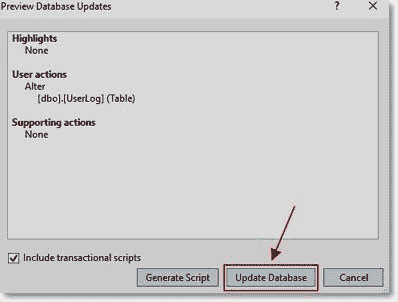 Preview Database Updates
Highlights
None
User actions
Alter
[dbo].[UserLog] (Table)
Supporting actions
None
Include transactional scripts
Generate Script Update Database Cancel